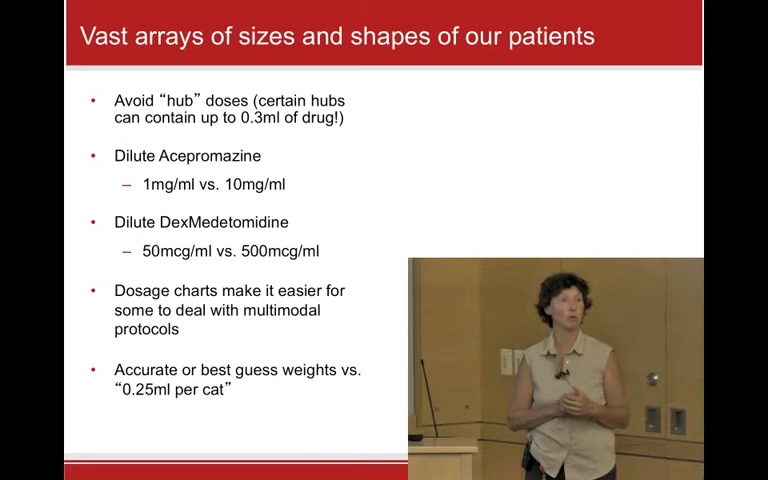 Vast arrays of sizes and shapes of our patients
• Avoid “hub” doses (certain hubs
can contain up to 0.3ml of drug!)
• Dilute Acepromazine
– 1mg/ml vs. 10mg/ml
• Dilute DexMedetomidine
– 50mcg/ml vs. 500mcg/ml
• Dosage charts make it easier for
some to deal with multimodal
protocols
• Accurate or best guess weights vs.
“0.25ml per cat”